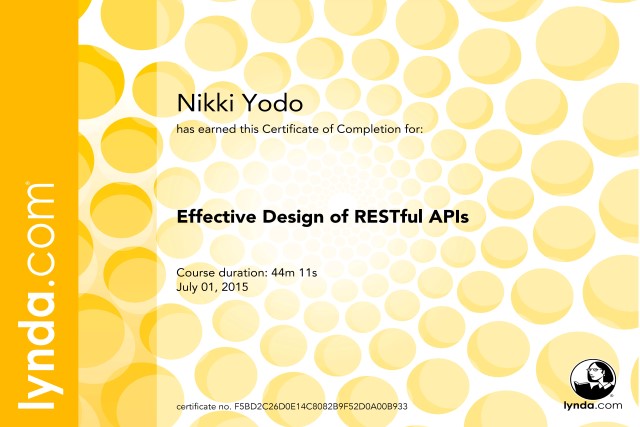 lynda.com
Nikki Yodo
has earned this Certificate of Completion for:
Effective Design of RESTful APIs
Course duration: 44m 11s
July 01, 2015
certificate no. F5BD2C26D0E14C8082B9F52D0A00B933
lynda.com